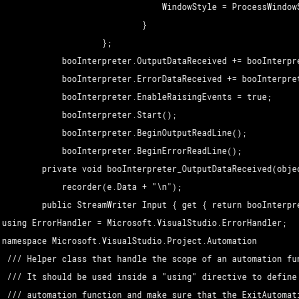 WindowStyle = ProcessWindowS
}
};
booInterpreter.OutputDataReceived += booInterpre
booInterpreter.ErrorDataReceived += booInterpret
booInterpreter.EnableRaisingEvents = true;
booInterpreter.Start();
booInterpreter.BeginOutputReadLine();
booInterpreter.BeginErrorReadLine();
private void booInterpreter_OutputDataReceived(objec
recorder(e.Data + "\n");
public StreamWriter Input { get { return booInterpre
using ErrorHandler = Microsoft.VisualStudio.ErrorHandler;
namespace Microsoft.VisualStudio.Project.Automation
/// Helper class that handle the scope of an automation fun
/// It should be used inside a "using" directive to define
/// automation function and make sure that the ExitAutomati